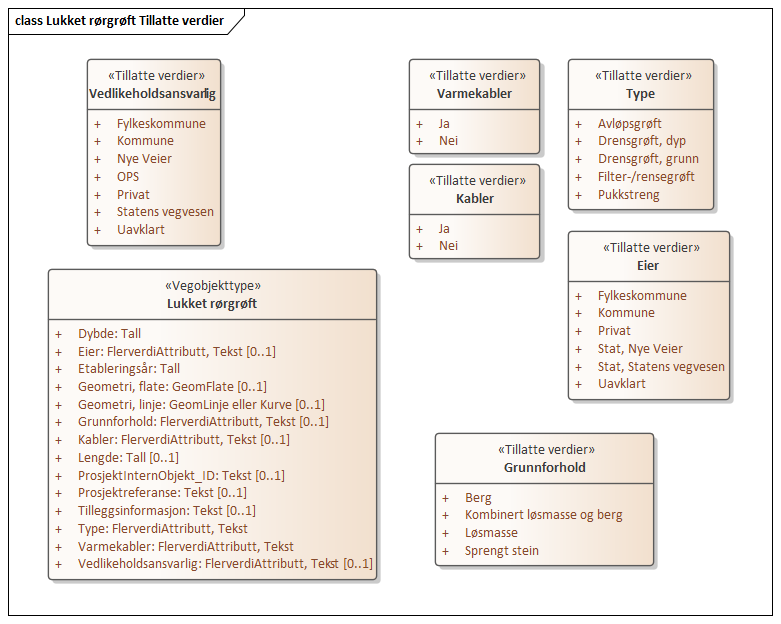 class Lukket rørgrøft Tillatte verdier
«Tillatte verdier»
Vedlikeholdsansvarlig
+ Fylkeskommune
+ Kommune
+ Nye Veier
+ OPS
+ Privat
+ Statens vegvesen
+ Uavklart
«Tillatte verdier»
Varmekabler
+ Ja
+ Nei
«Tillatte verdier»
Type
+ Avløpsgrøft
+ Drensgrøft, dyp
+ Drensgrøft, grunn
+ Filter-/rensegrøft
+ Pukkstreng
«Tillatte verdier»
Kabler
+ Ja
+ Nei
«Tillatte verdier»
Eier
+ Fylkeskommune
+ Kommune
+ Privat
+ Stat, Nye Veier
+ Stat, Statens vegvesen
+ Uavklart
«Vegobjekttype»
Lukket rørgrøft
+ Dybde: Tall
+ Eier: FlerverdiAttributt, Tekst [0..1]
+ Etableringsår: Tall
+ Geometri, flate: GeomFlate [0..1]
+ Geometri, linje: GeomLinje eller Kurve [0..1]
+ Grunnforhold: FlerverdiAttributt, Tekst [0..1]
+ Kabler: FlerverdiAttributt, Tekst [0..1]
+ Lengde: Tall [0..1]
+ ProsjektInternObjekt_ID: Tekst [0..1]
+ Prosjektreferanse: Tekst [0..1]
+ Tilleggsinformasjon: Tekst [0..1]
+ Type: FlerverdiAttributt, Tekst
+ Varmekabler: FlerverdiAttributt, Tekst
+ Vedlikeholdsansvarlig: FlerverdiAttributt, Tekst [0..1]
«Tillatte verdier»
Grunnforhold
+ Berg
+ Kombinert løsmasse og berg
+ Løsmasse
+ Sprengt stein